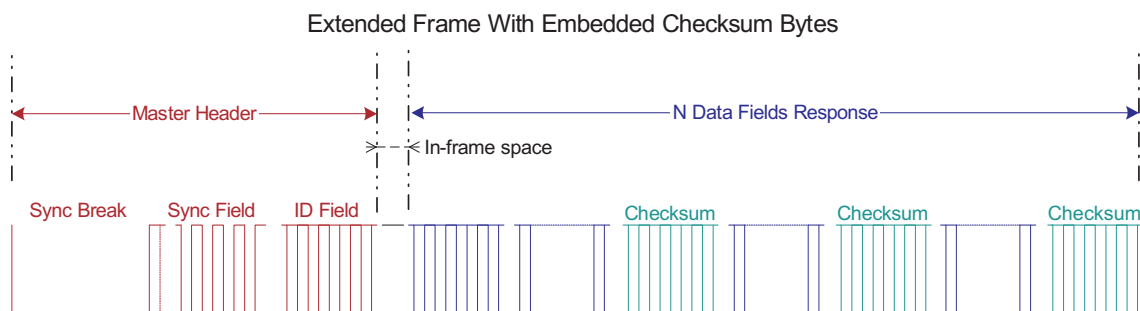 Extended Frame With Embedded Checksum Bytes
Master Header
N Data Fields Response
In-frame space
Sync Break
Sync Field
ID Field
Checksum
Checksum
Checksum